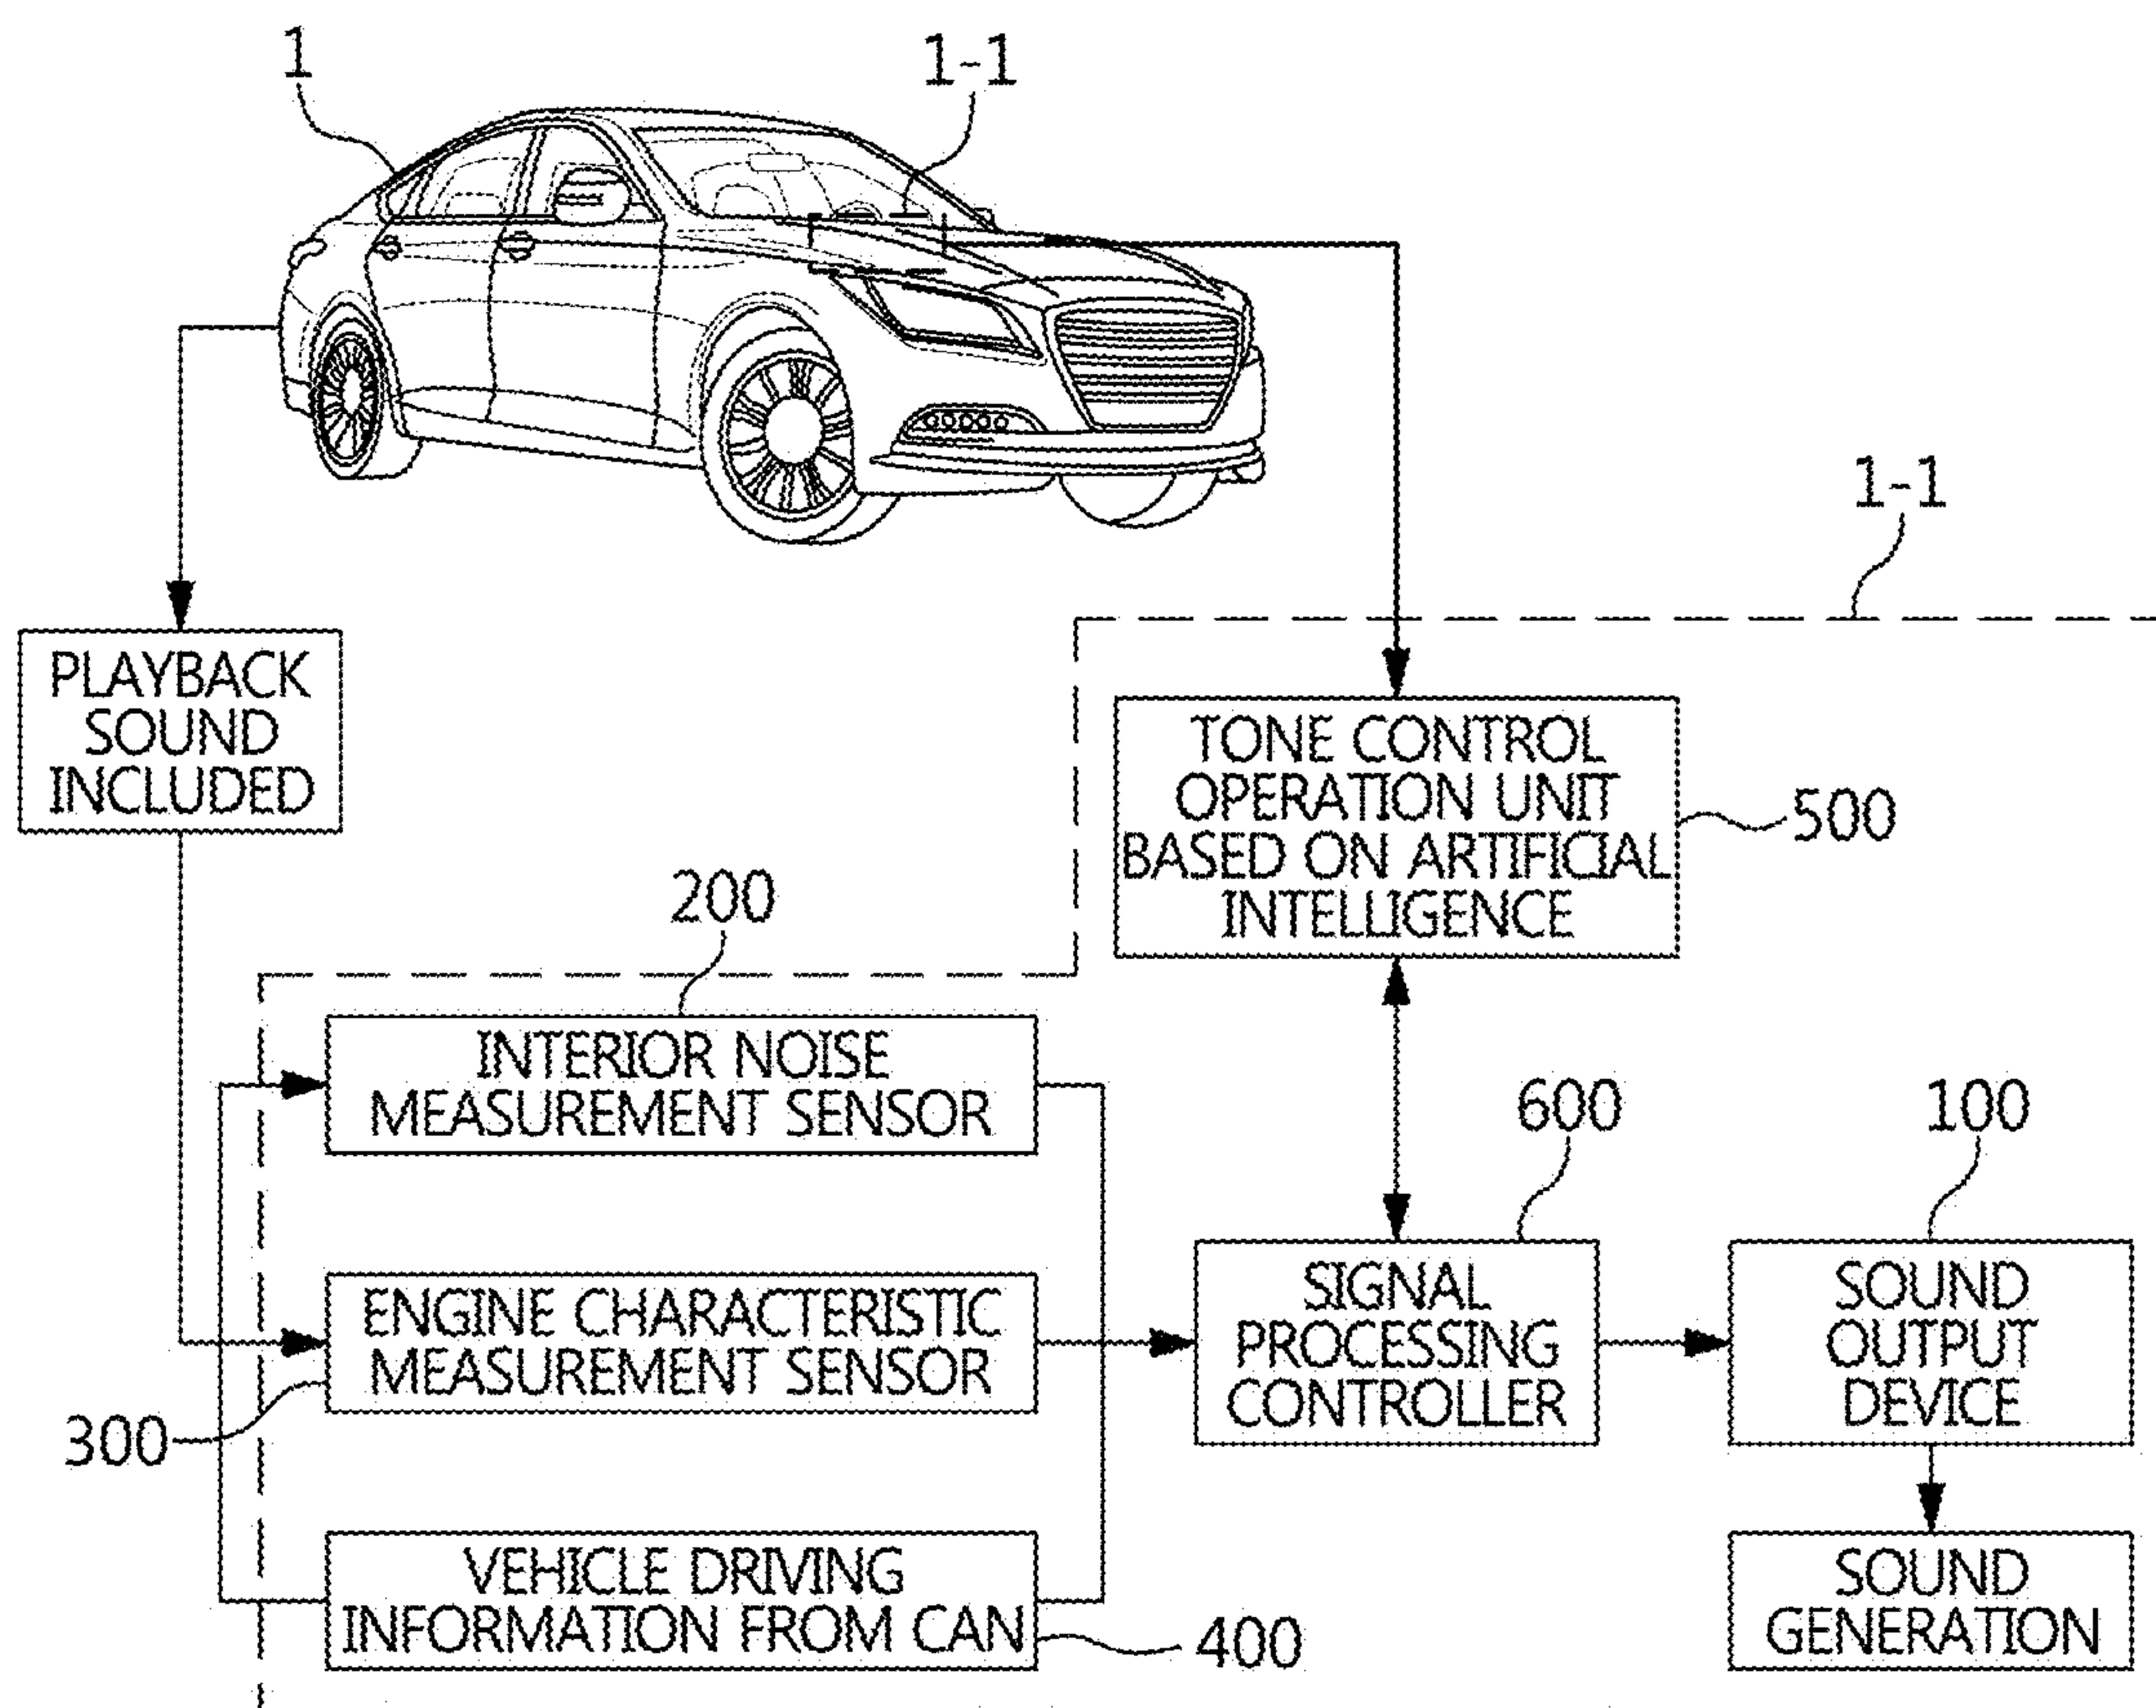 1
1-1
1-1
PLAYBACK
SOUND
INCLUDED
TONE CONTROL
OPERATION UNIT
BASED ON ARTIFICIAL
INTELLIGENCE
500
200
INTERIOR NOISE
MEASUREMENT SENSOR
600
100
ENGINE CHARACTERISTIC
MEASUREMENT SENSOR
300
SIGNAL
PROCESSING
CONTROLLER
SOUND
OUTPUT
DEVICE
VEHICLE DRIVING
INFORMATION FROM CAN
400
SOUND
GENERATION